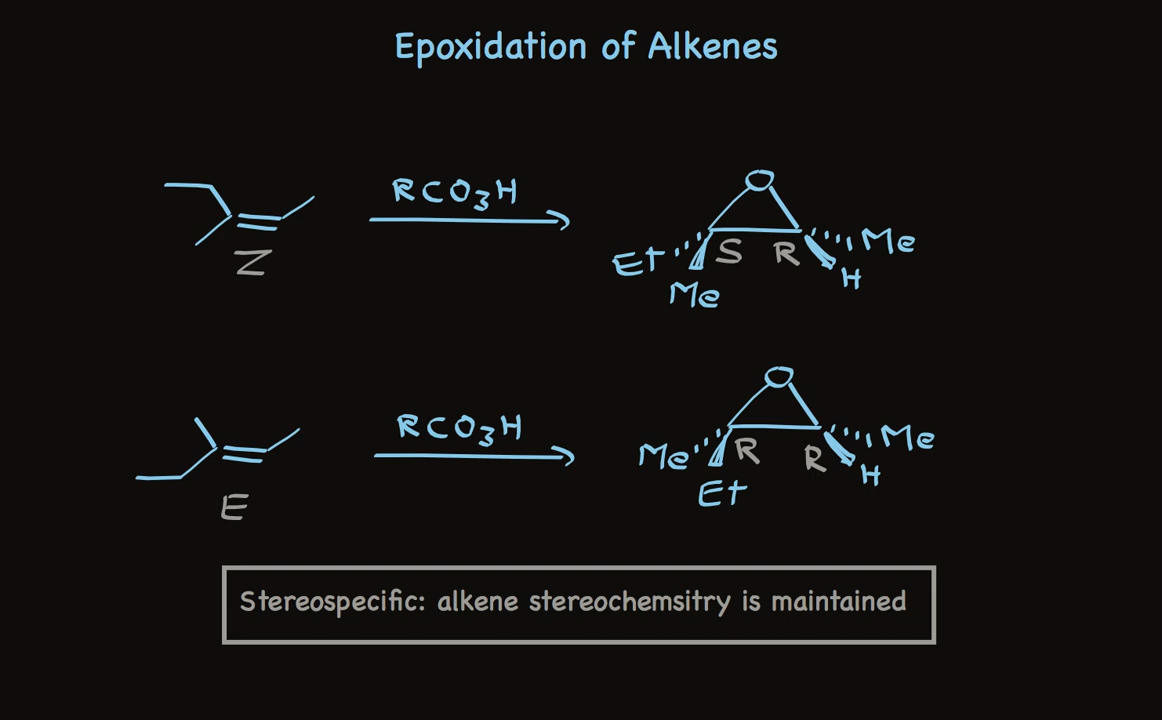 Epoxidation of Alkenes
RCO3H
O
Et
S
R
Me
Me
H
Z
RCO3H
O
Me
R
R
Me
Et
H
E
Stereospecific: alkene stereochemsitry is maintained